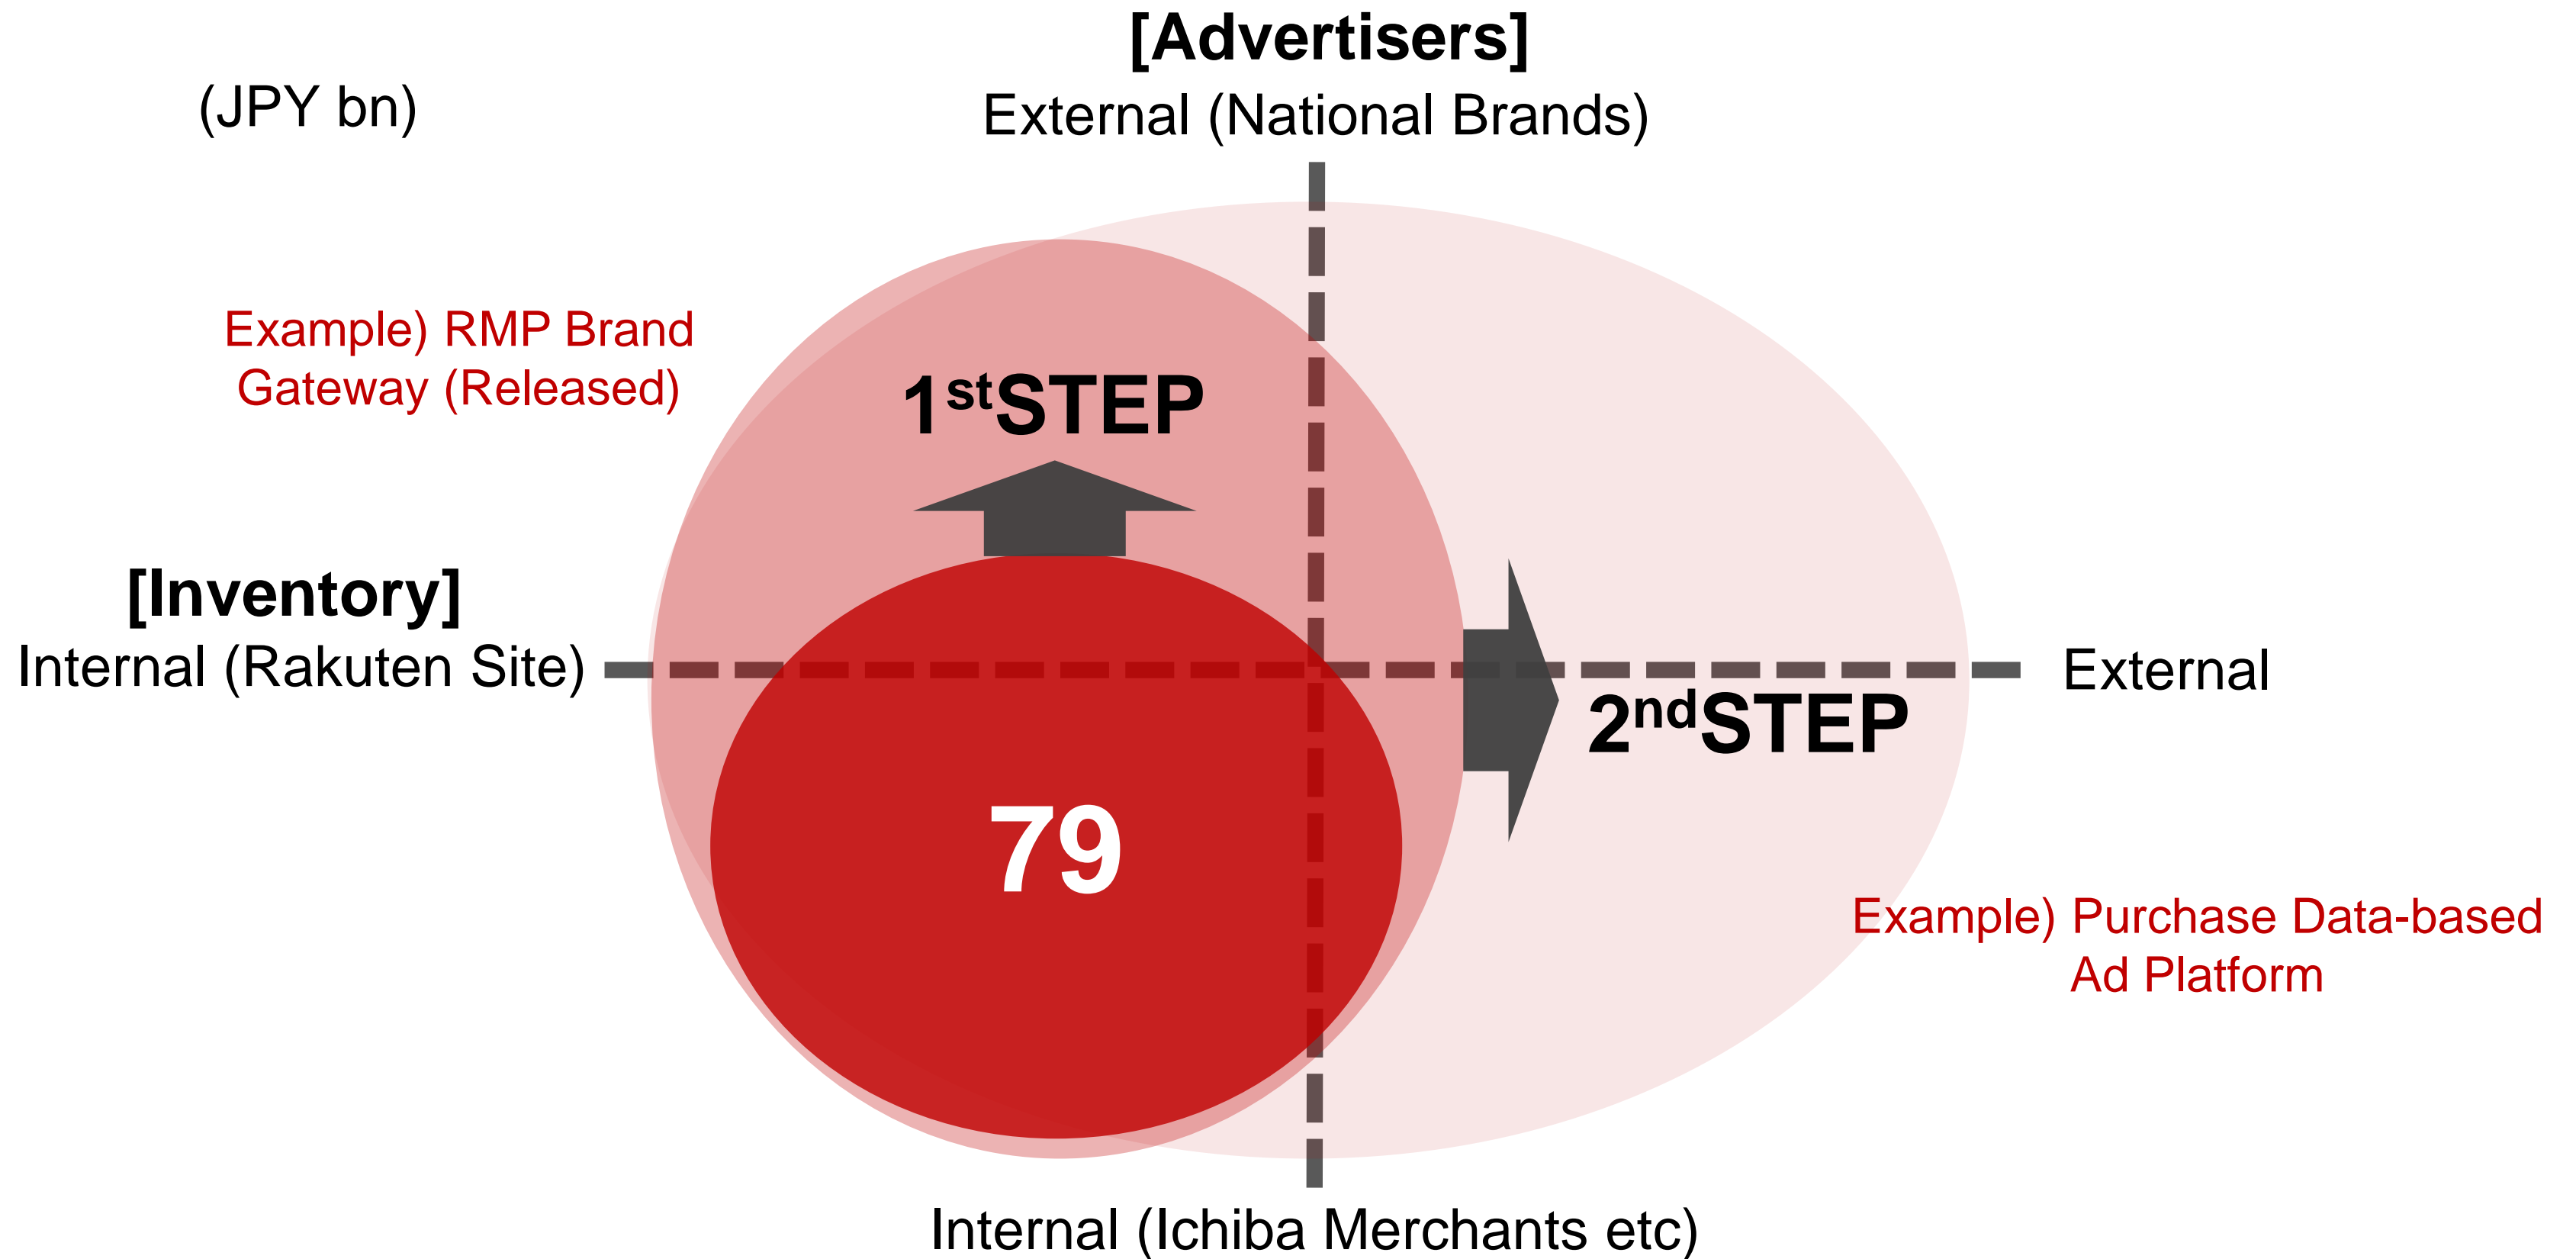 [Advertisers]
External (National Brands)
(JPY bn)
Example) RMP Brand
Gateway (Released)
1stSTEP
[Inventory]
Internal (Rakuten Site)
External
2ndSTEP
79
Example) Purchase Data-based
Ad Platform
Internal (Ichiba Merchants etc)